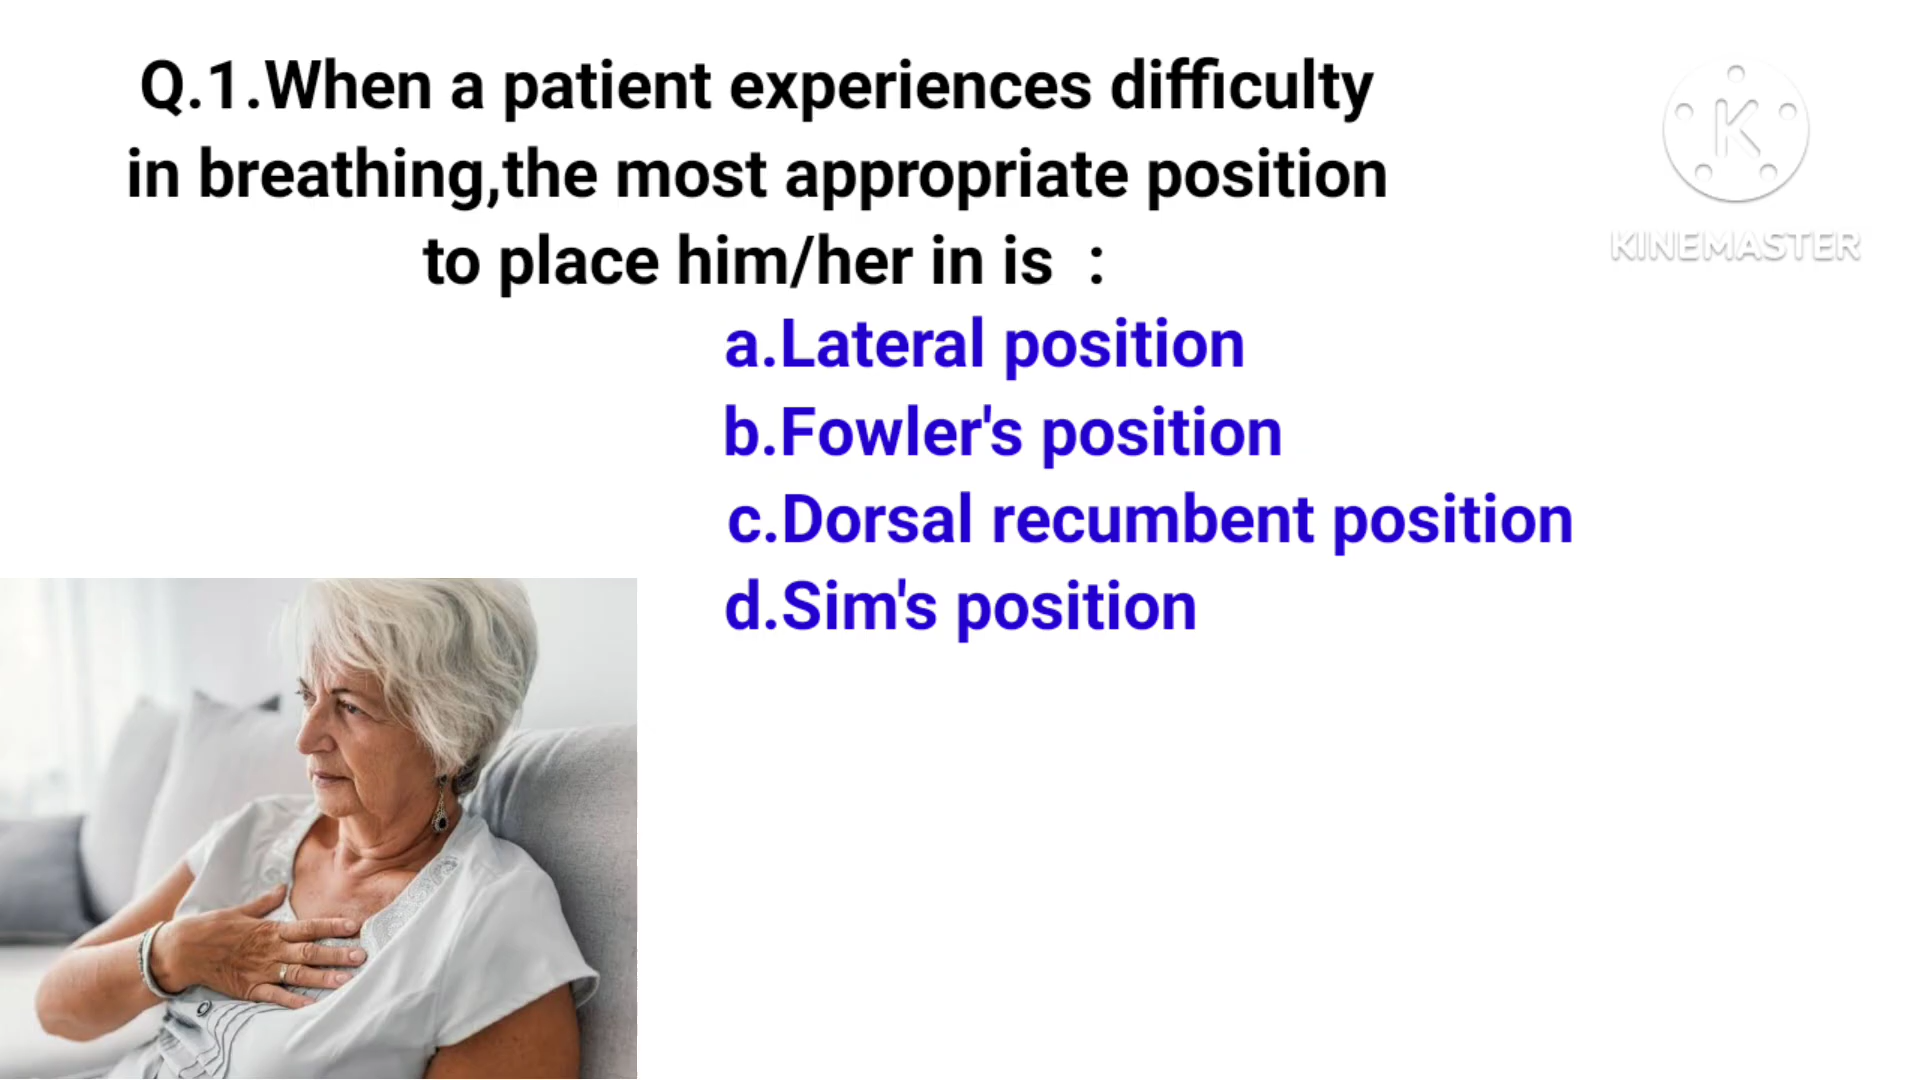 Q.1.When a patient experiences difficulty
in breathing,the most appropriate position
to place him/her in is  :
a.Lateral position
b.Fowler's position
c.Dorsal recumbent position
d.Sim's position
K
KINEMASTER